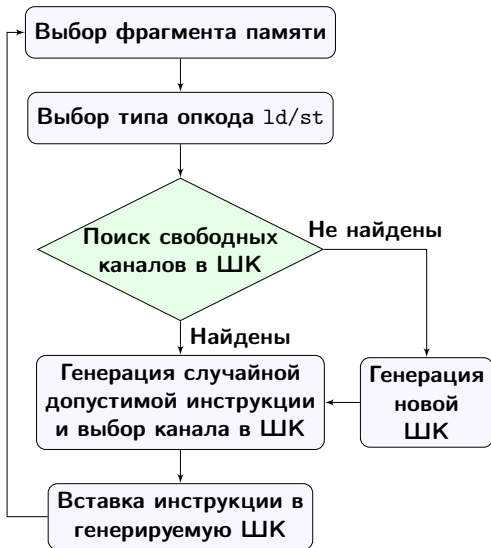 Выбор фрагмента памяти
Выбор типа опкода ld/st
Поиск свободных
каналов в ШК
Не найдены
Найдены
Генерация случайной
допустимой инструкции
и выбор канала в ШК
Генерация
новой
ШК
Вставка инструкции в
генерируемую ШК